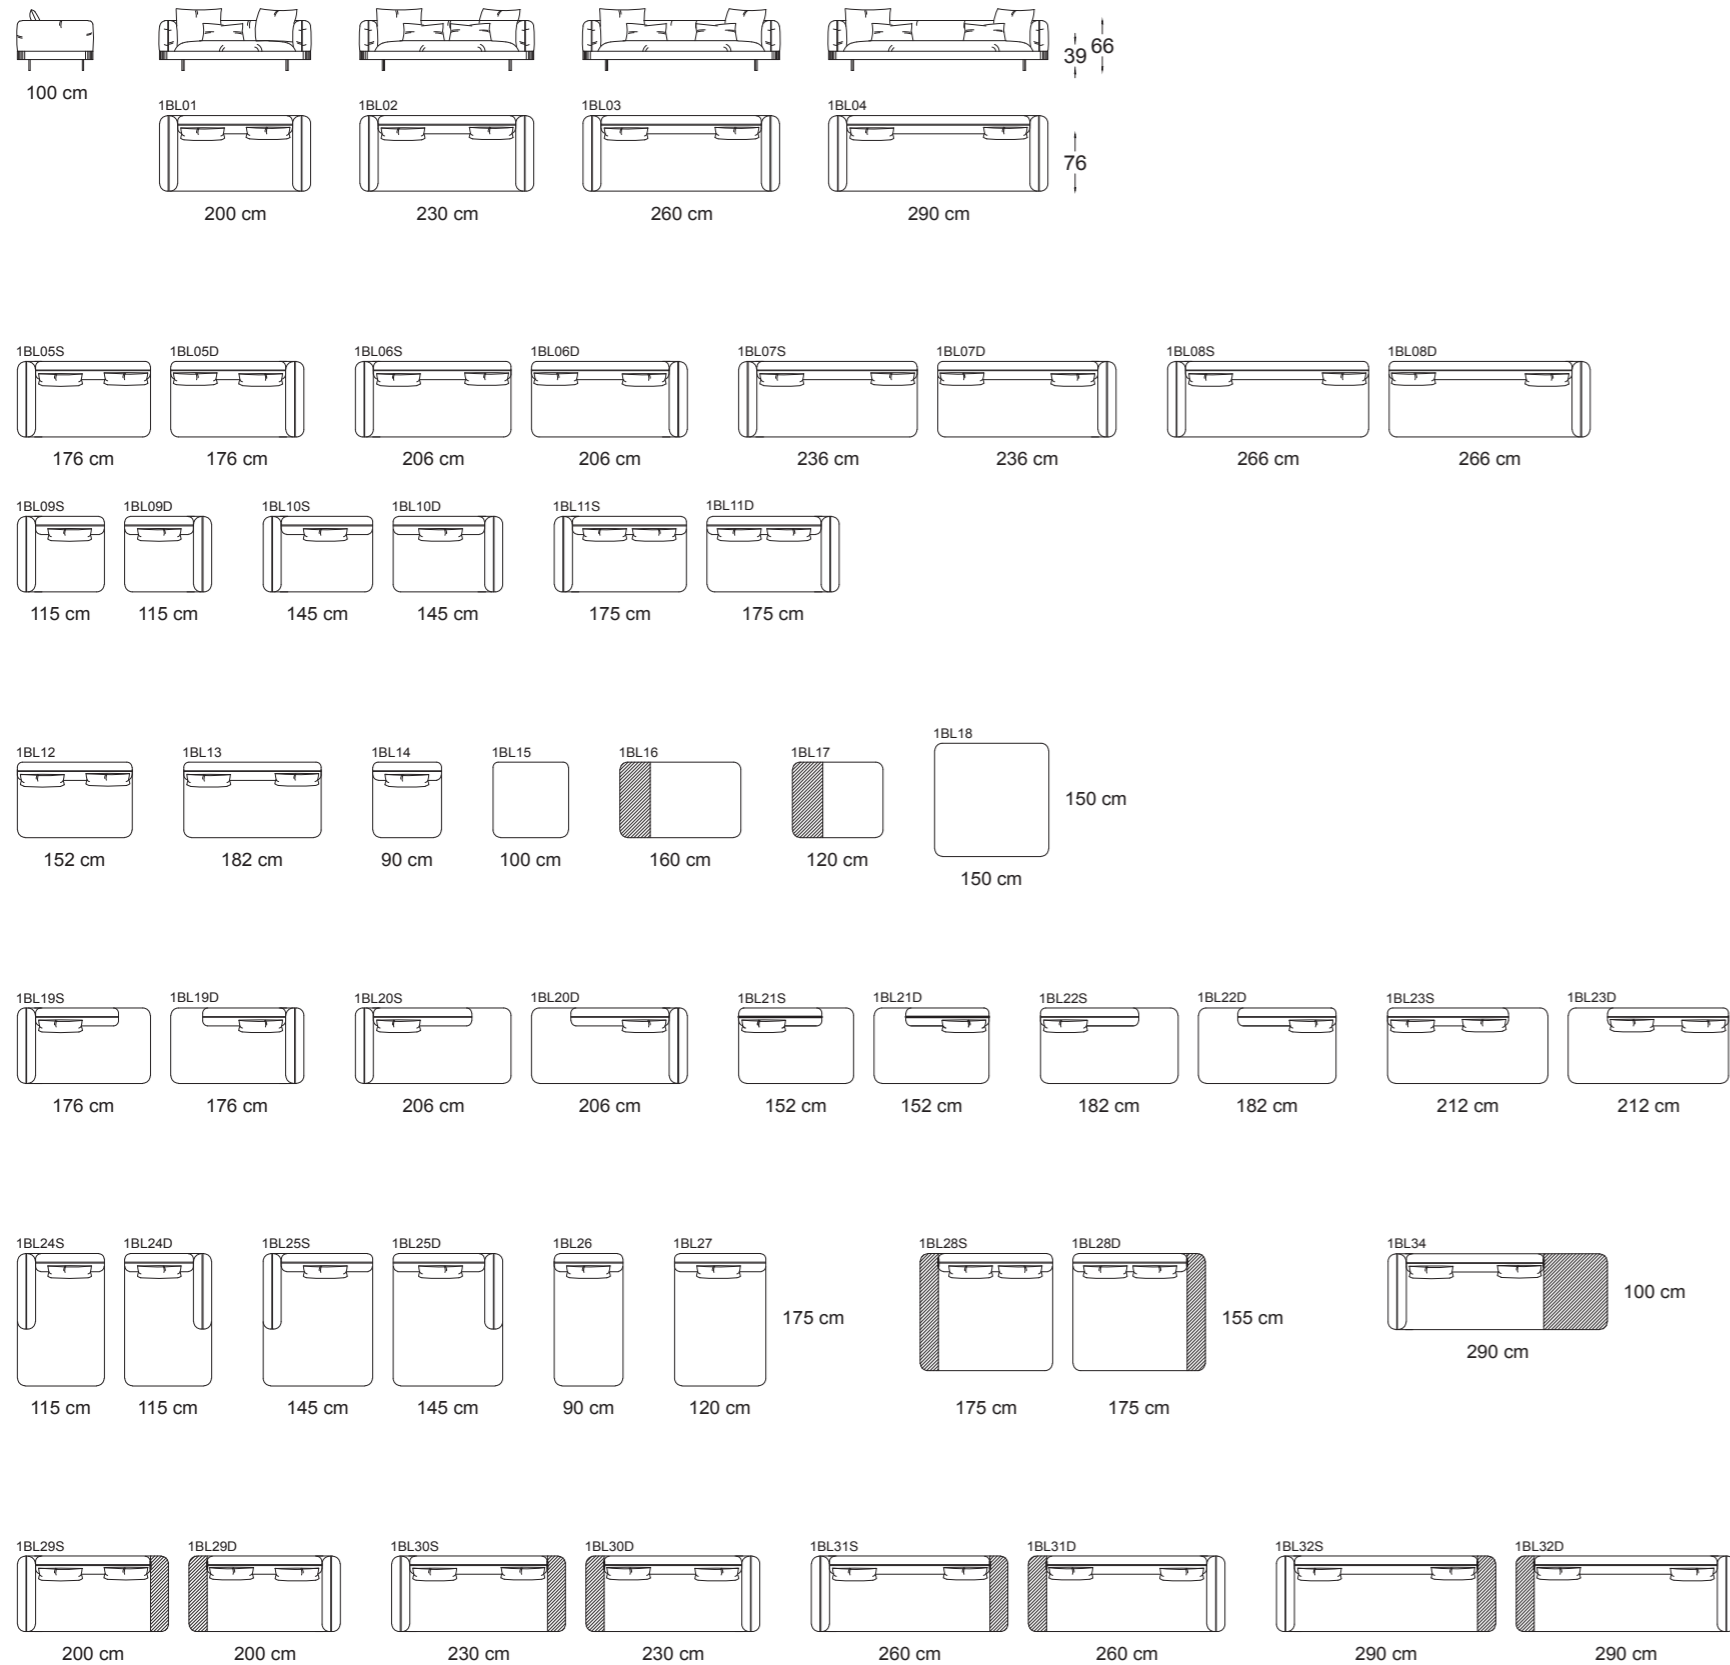 39 66
100 cm
1BL01 1BL02 1BL03 1BL04
76
200 cm 230 cm 260 cm 290 cm
1BL05S 1BL05D 1BL06S 1BL06D 1BL07S 1BL07D 1BL08S 1BL08D
176 cm 176 cm 206 cm 206 cm 236 cm 236 cm 266 cm 266 cm
1BL09S 1BL09D 1BL10S 1BL10D 1BL11S 1BL11D
115 cm 115 cm 145 cm 145 cm 175 cm 175 cm
1BL18
1BL12 1BL13 1BL14 1BL15 1BL16 1BL17
150 cm
152 cm 182 cm 90 cm 100 cm 160 cm 120 cm
150 cm
1BL19S 1BL19D 1BL20S 1BL20D 1BL21S 1BL21D 1BL22S 1BL22D 1BL23S 1BL23D
176 cm 176 cm 206 cm 206 cm 152 cm 152 cm 182 cm 182 cm 212 cm 212 cm
1BL24S 1BL24D 1BL25S 1BL25D 1BL26 1BL27 1BL28S 1BL28D 1BL34
100 cm
175 cm 155 cm
290 cm
115 cm 115 cm 145 cm 145 cm 90 cm 120 cm 175 cm 175 cm
1BL29S 1BL29D 1BL30S 1BL30D 1BL31S 1BL31D 1BL32S 1BL32D
200 cm 200 cm 230 cm 230 cm 260 cm 260 cm 290 cm 290 cm